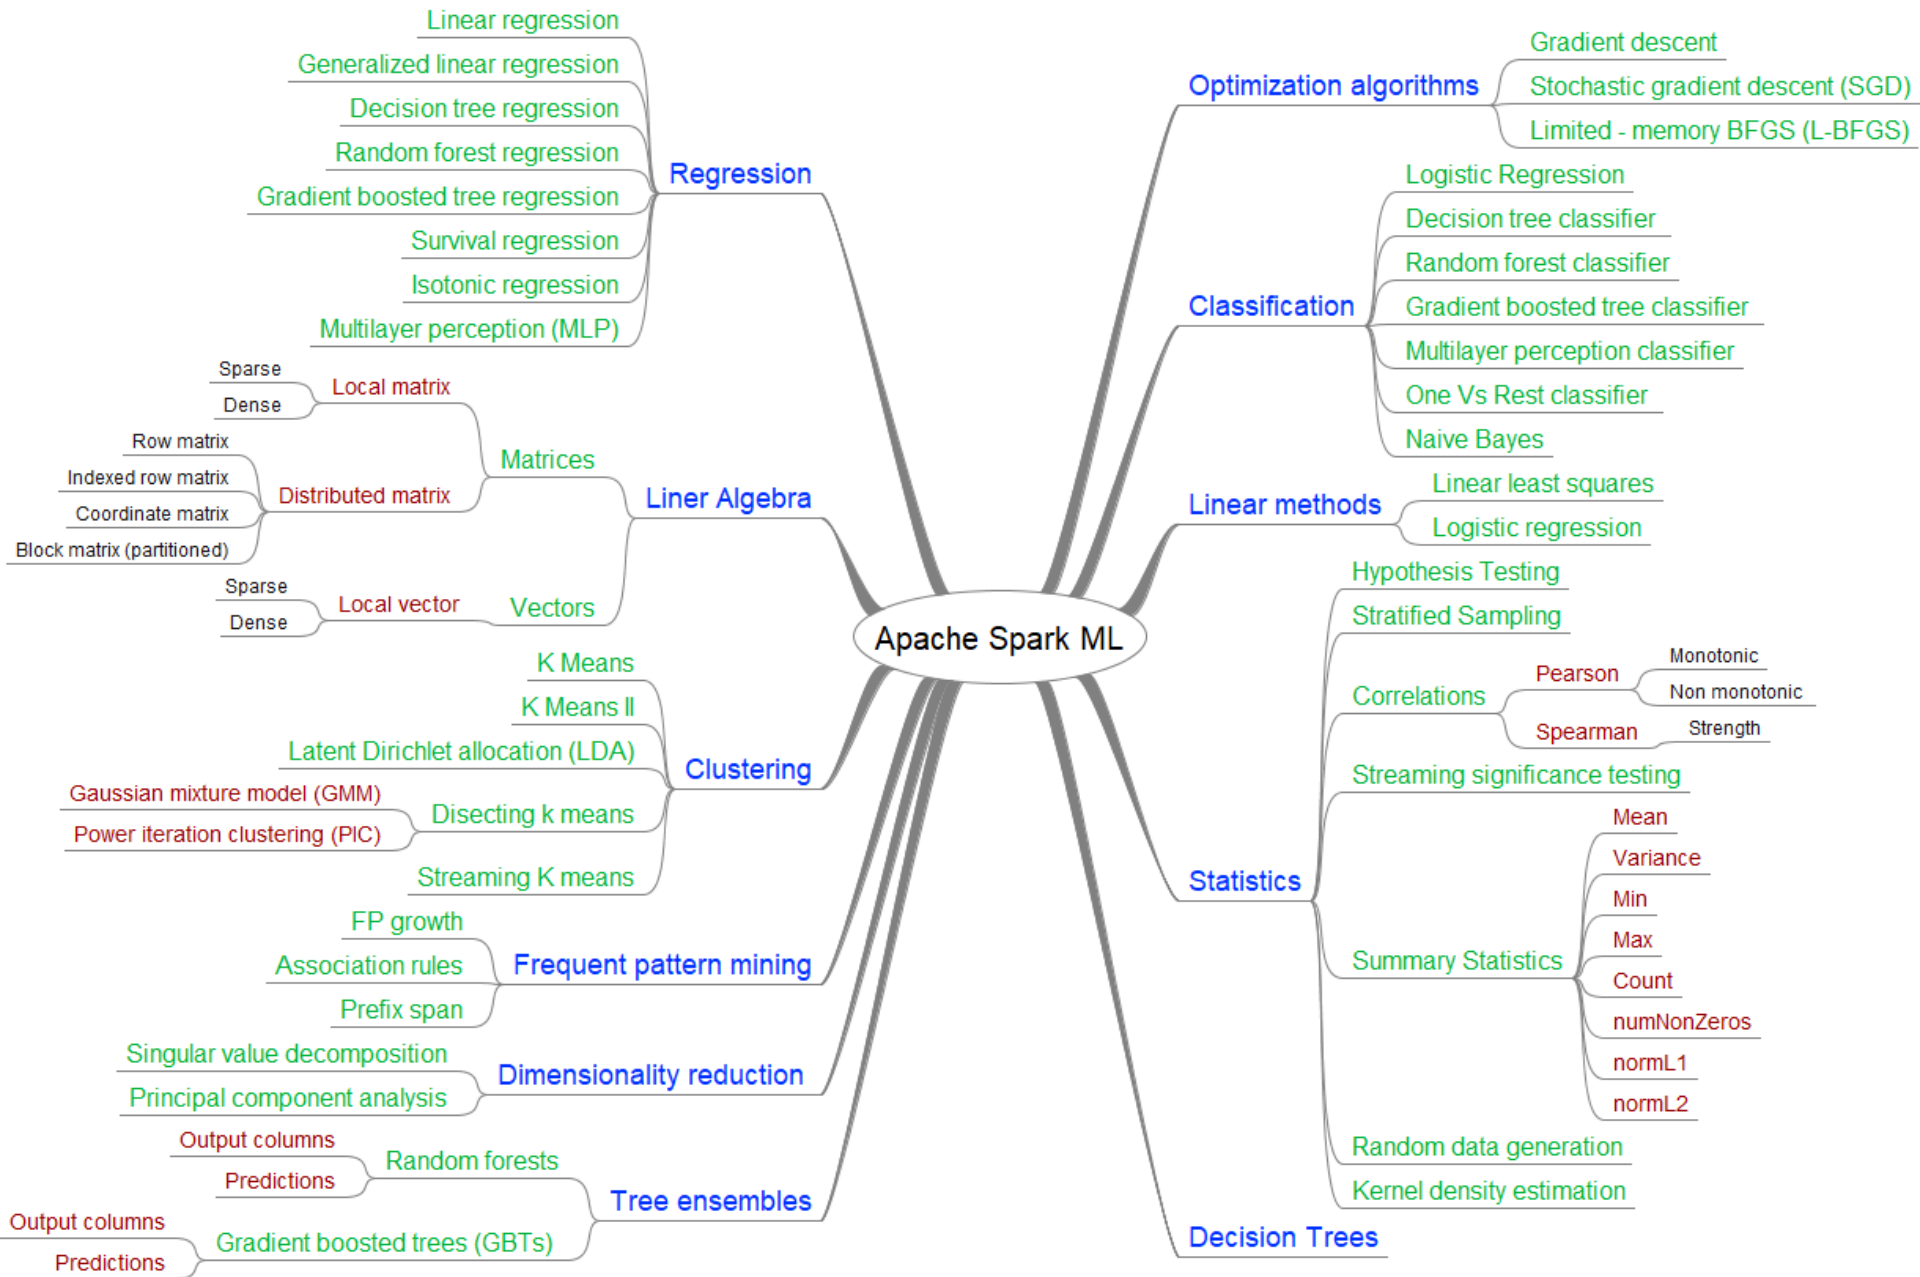 Apache Spark ML
Regression
Linear regression
Generalized linear regression
Decision tree regression
Random forest regression
Gradient boosted tree regression
Survival regression
Isotonic regression
Multilayer perception (MLP)
Liner Algebra
Matrices
Local matrix
Sparse
Dense
Distributed matrix
Row matrix
Indexed row matrix
Coordinate matrix
Block matrix (partitioned)
Vectors
Local vector
Sparse
Dense
Clustering
K Means
K Means II
Latent Dirichlet allocation (LDA)
Disecting k means
Gaussian mixture model (GMM)
Power iteration clustering (PIC)
Streaming K means
Frequent pattern mining
FP growth
Association rules
Prefix span
Dimensionality reduction
Singular value decomposition
Principal component analysis
Tree ensembles
Random forests
Output columns
Predictions
Gradient boosted trees (GBTs)
Output columns
Predictions
Optimization algorithms
Gradient descent
Stochastic gradient descent (SGD)
Limited - memory BFGS (L-BFGS)
Classification
Logistic Regression
Decision tree classifier
Random forest classifier
Gradient boosted tree classifier
Multilayer perception classifier
One Vs Rest classifier
Naive Bayes
Linear methods
Linear least squares
Logistic regression
Statistics
Hypothesis Testing
Stratified Sampling
Correlations
Pearson
Monotonic
Non monotonic
Spearman
Strength
Streaming significance testing
Summary Statistics
Mean
Variance
Min
Max
Count
numNonZeros
normL1
normL2
Random data generation
Kernel density estimation
Decision Trees